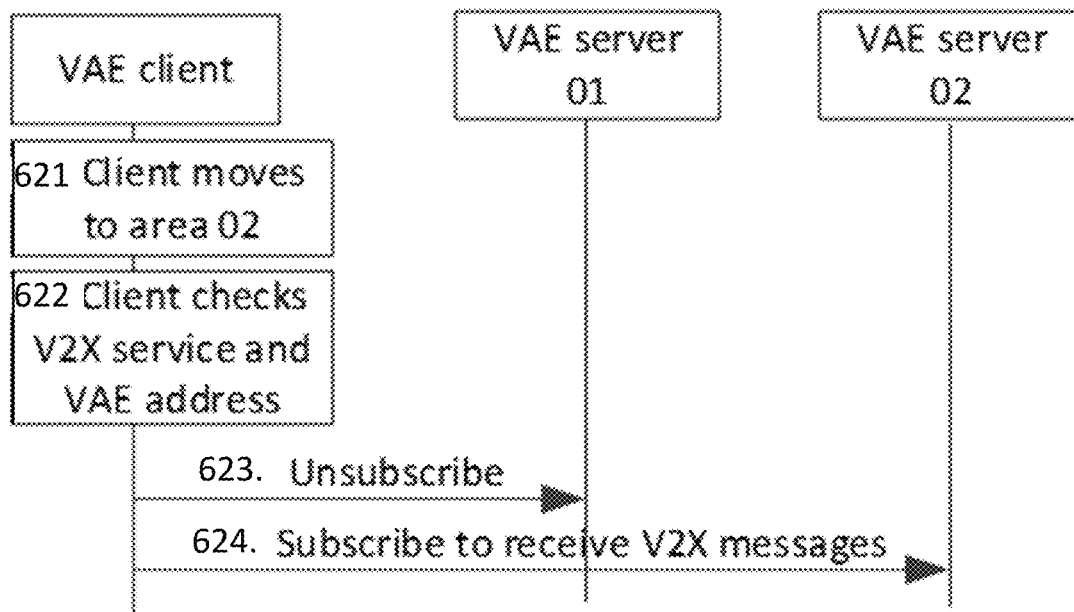 VAE client
VAE server
01
VAE server
02
621 Client moves
to area 02
622 Client checks
V2X service and
VAE address
623. Unsubscribe
624. Subscribe to receive V2X messages